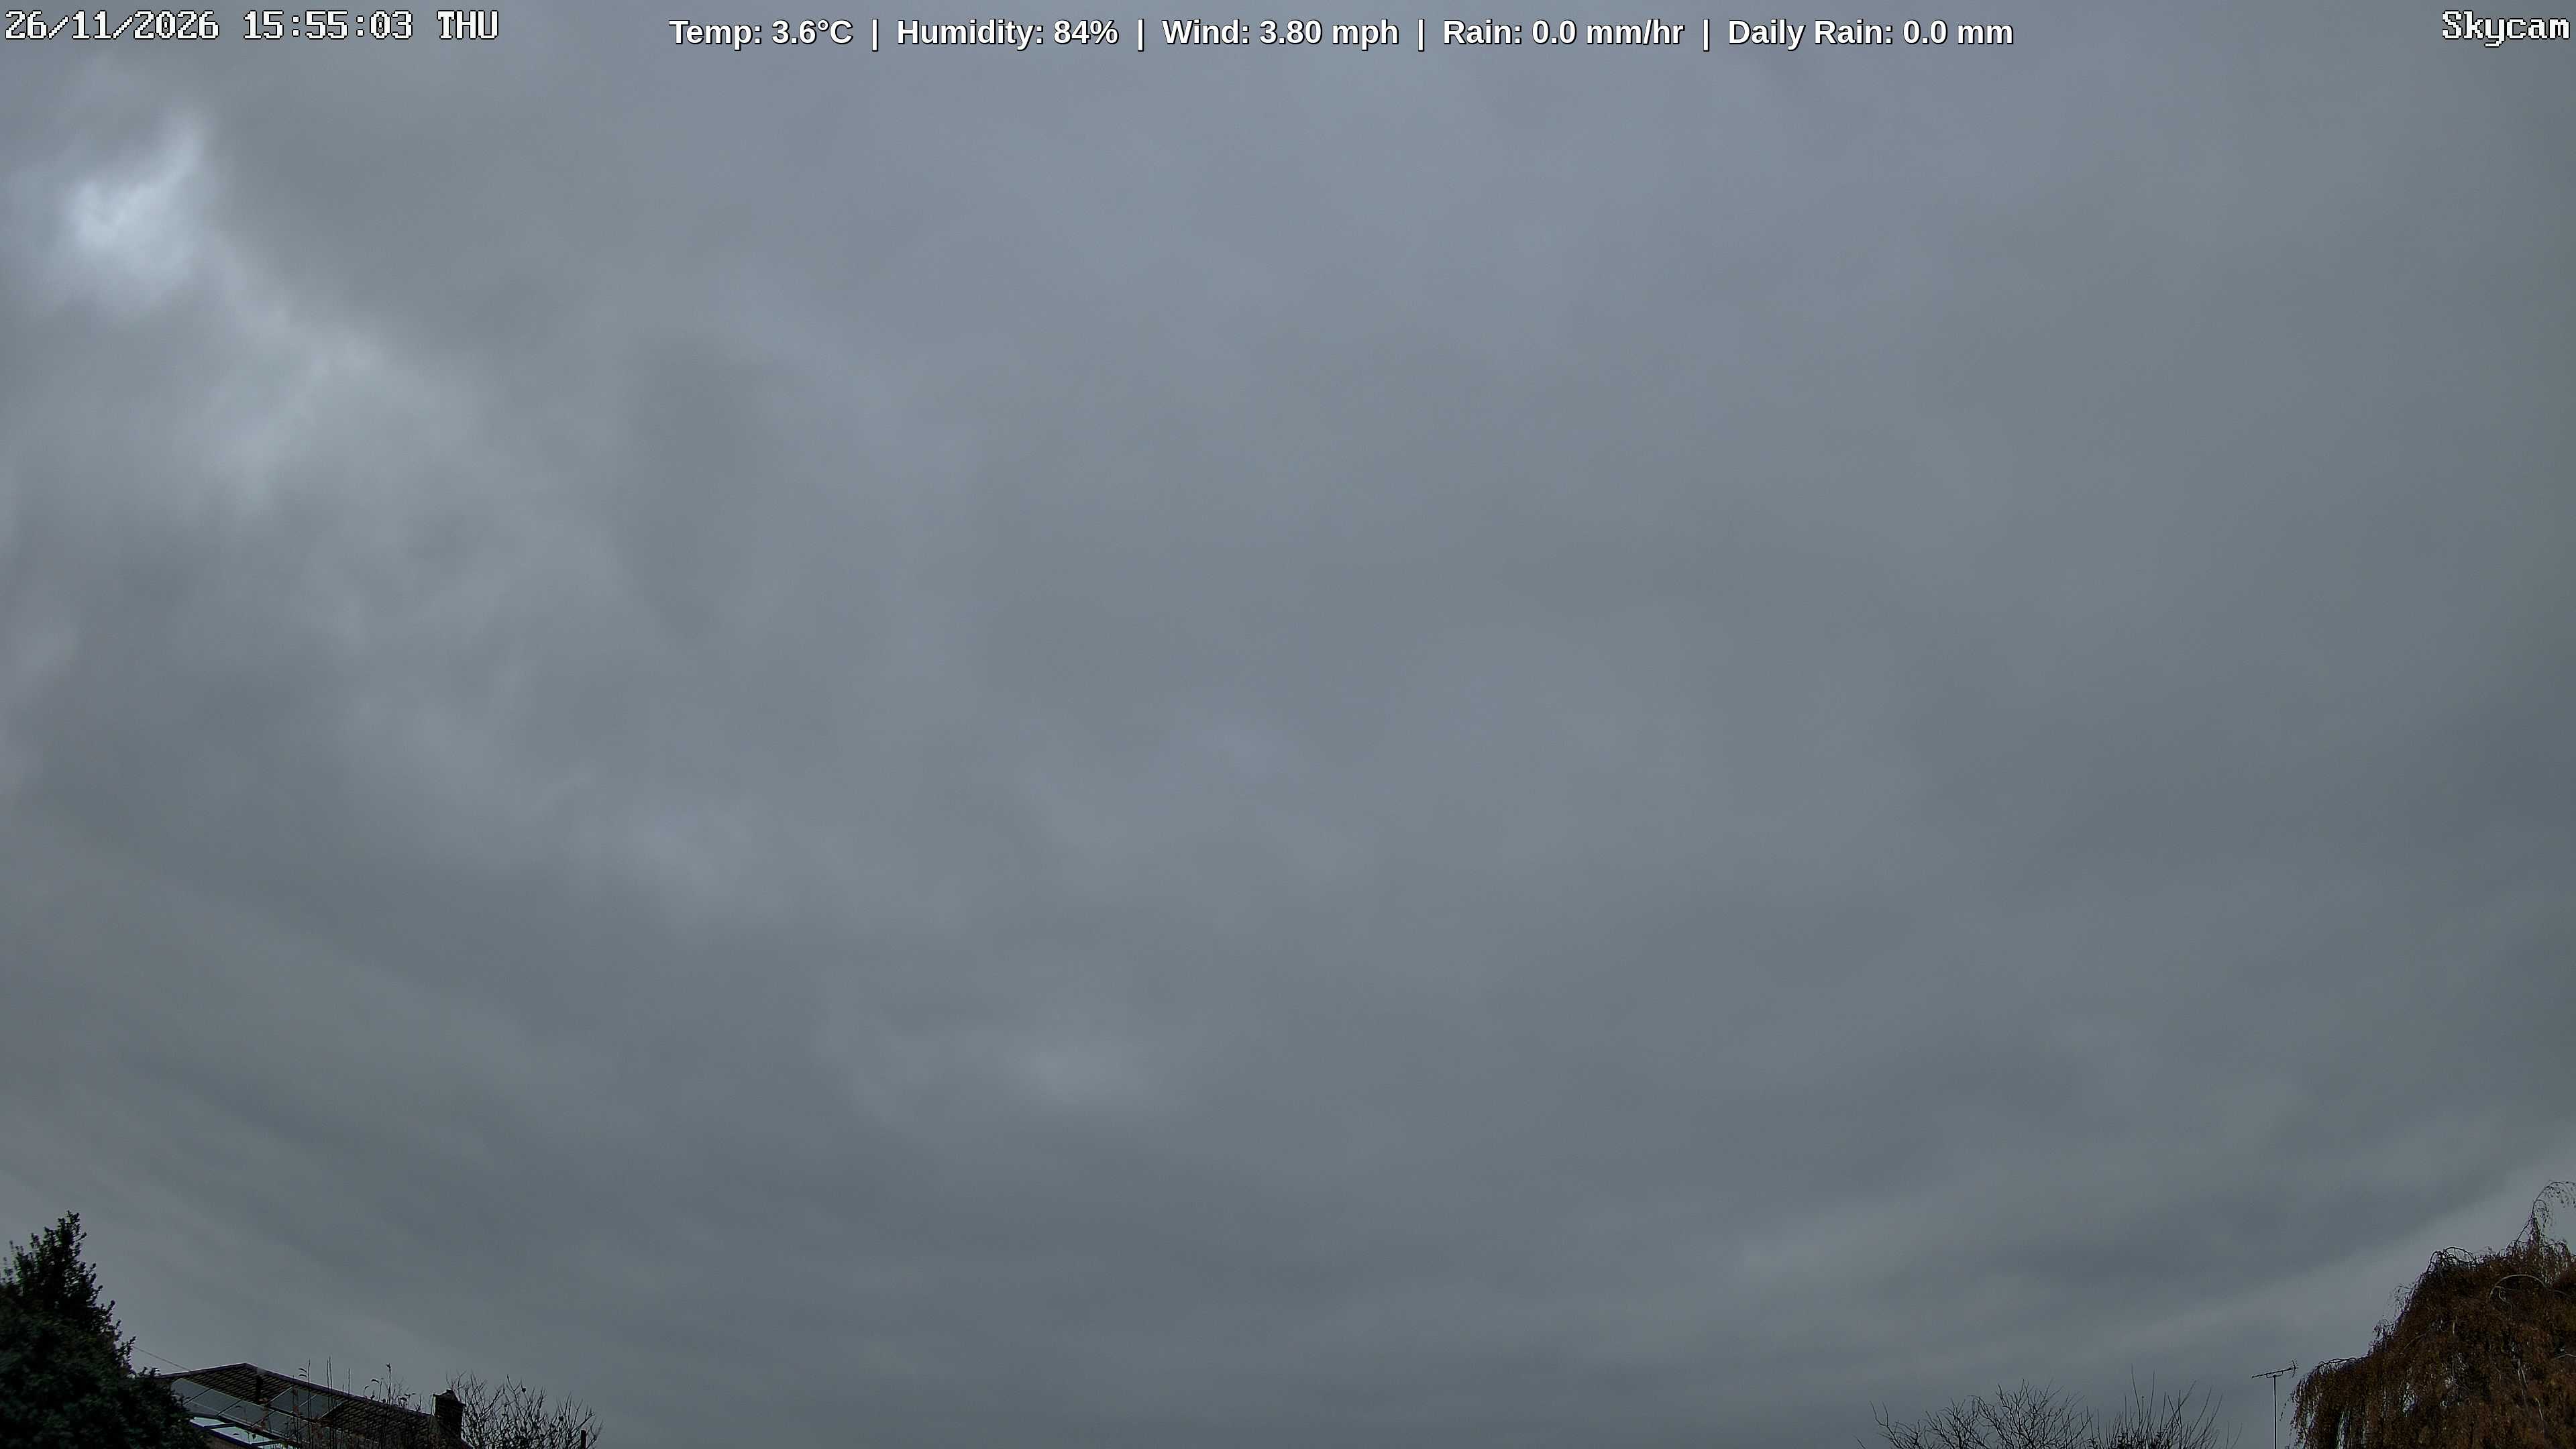 26/11/2026 15:55:03 THU
Temp: 3.6°C | Humidity: 84% | Wind: 3.80 mph | Rain: 0.0 mm/hr | Daily Rain: 0.0 mm
Skycam